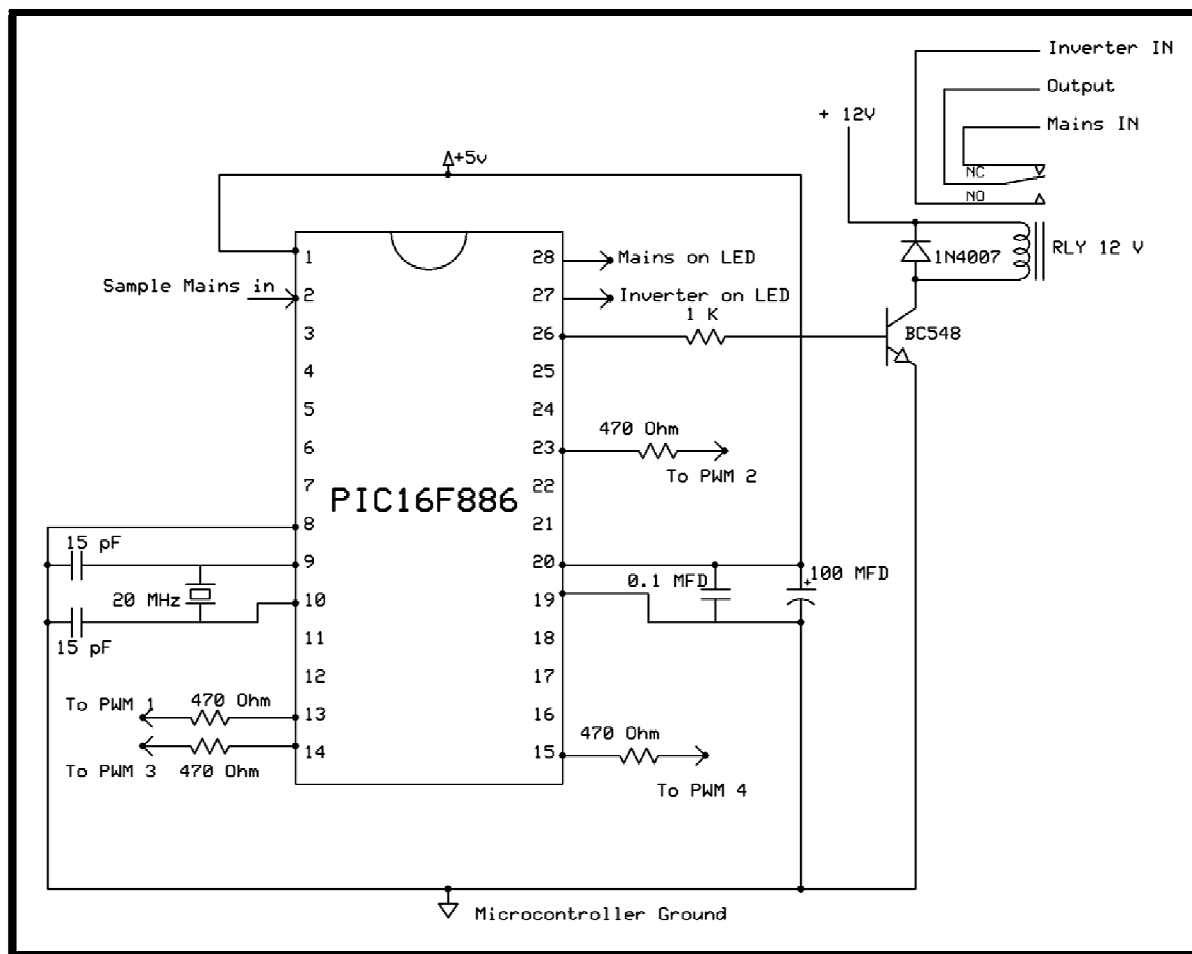 Inverter IN
Output
+ 12V
Mains IN
+5v
NC
NO
1
28
Mains on LED
1N4007
RLY 12 V
Sample Mains in
2
27
Inverter on LED
1 K
3
26
BC548
4
25
5
24
470 Ohm
6
23
To PWM 2
7
22
PIC16F886
8
21
15 pF
9
20
0.1 MFD
+
100 MFD
20 MHz
10
19
15 pF
11
18
12
17
To PWM 1
470 Ohm
13
16
470 Ohm
14
15
To PWM 3
470 Ohm
To PWM 4
Microcontroller Ground